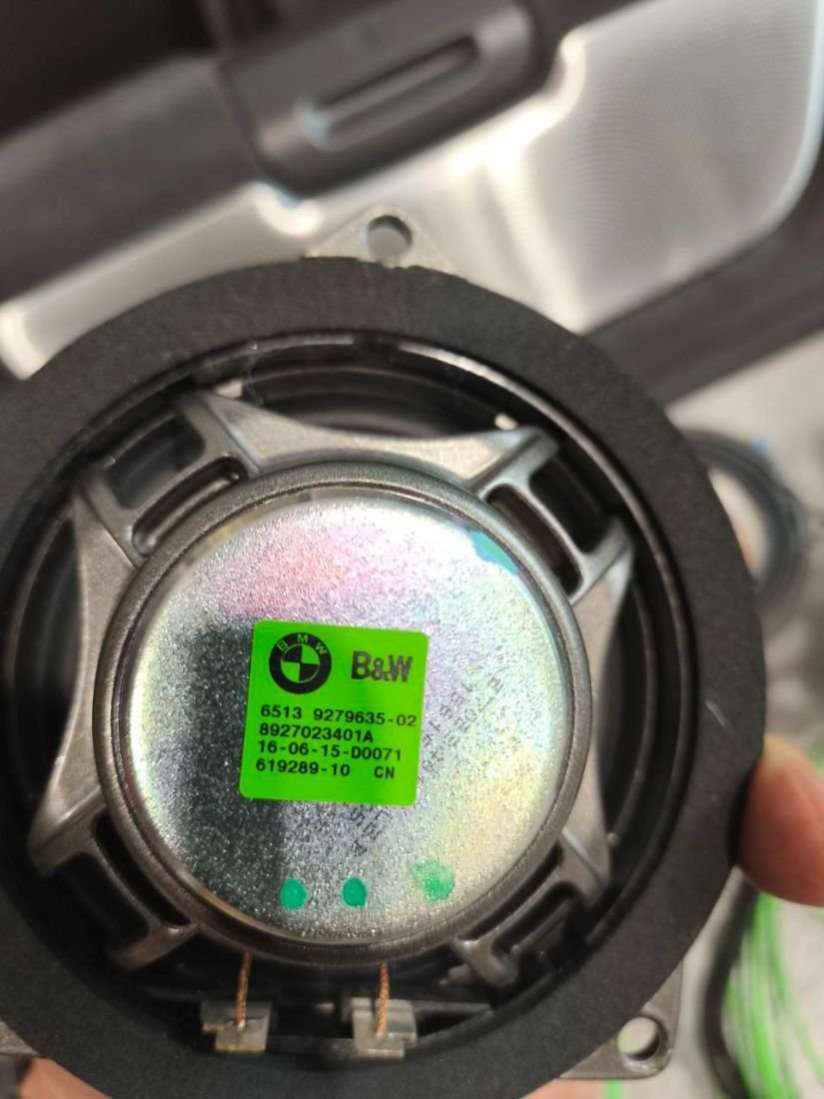 BMW B&W
6513 9279635-02
8927023401A
16-06-15-D0071
619289-10 CN